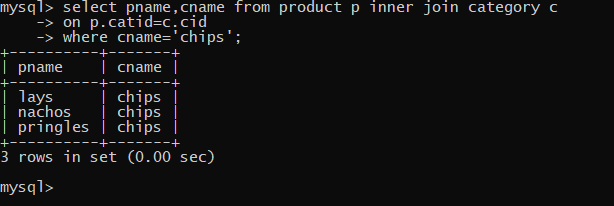 mysql> select pname,cname from product p inner join category c
    -> on p.catid=c.cid
    -> where cname='chips';
+----------+-------+
| pname    | cname |
+----------+-------+
| lays     | chips |
| nachos   | chips |
| pringles | chips |
+----------+-------+
3 rows in set (0.00 sec)
mysql>